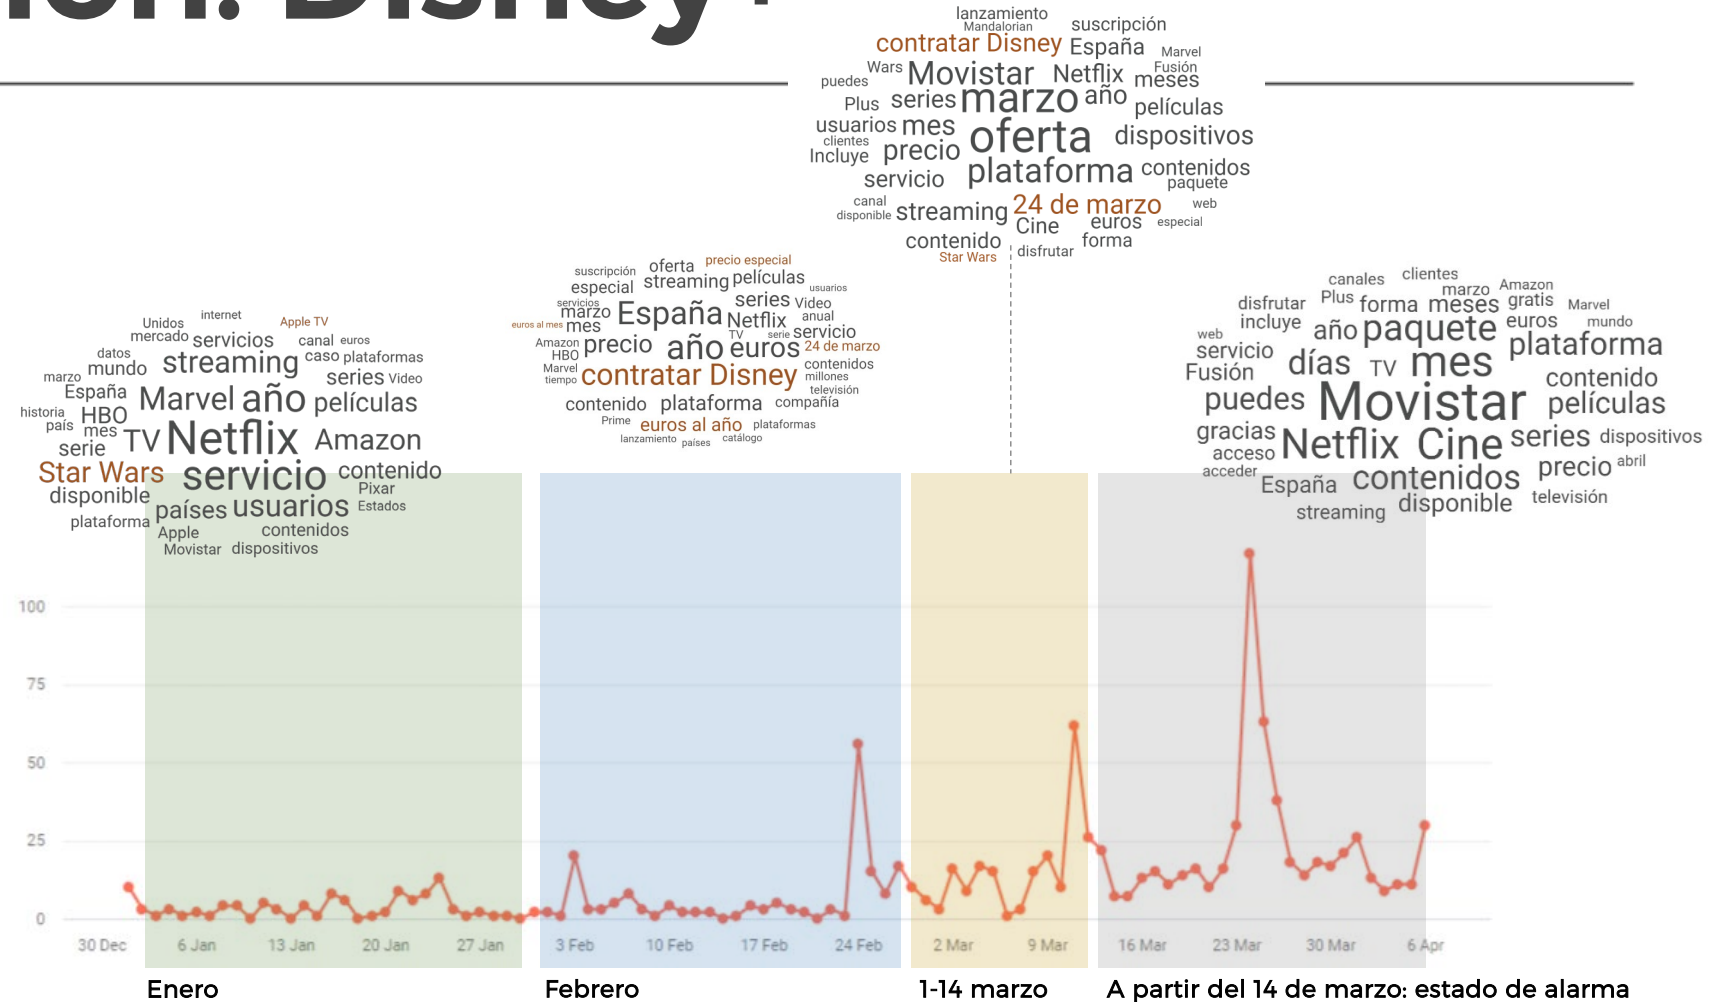 ión: Disney+
lanzamiento
Mandalorian suscripción
contratar Disney España Marvel
Wars Movistar Netflix Fusión
puedes meses
Plus series marzo año películas
usuarios mes oferta dispositivos
clientes
Incluye precio
servicio plataforma contenidos
paquete
canal 24 de marzo web
disponible streaming Cine euros especial
contenido forma
Star Wars disfrutar
suscripción oferta precio especial
especial streaming películas
servicios usuarios
marzo España series Video
euros al mes mes Netflix anual
TV serie servicio
Amazon precio año euros 24 de marzo
HBO
Marvel contratar Disney contenidos
tiempo millones
televisión
contenido plataforma compañía
Prime euros al año plataformas
lanzamiento países catálogo
internet
Unidos Apple TV
mercado servicios canal euros
datos streaming caso plataformas
mundo
marzo series Video
España Marvel año películas
historia HBO
país mes TV Netflix Amazon
serie
Star Wars servicio contenido
disponible Pixar
países usuarios Estados
plataforma
Apple contenidos
Movistar dispositivos
canales clientes
Plus marzo Amazon
disfrutar forma meses gratis Marvel
incluye año paquete euros mundo
web
servicio días TV mes plataforma
Fusión contenido
puedes Movistar películas
gracias Netflix Cine series dispositivos
acceso
acceder contenidos precio abril
España disponible televisión
streaming
100
75
50
25
0
30 Dec 6 Jan 13 Jan 20 Jan 27 Jan 3 Feb 10 Feb 17 Feb 24 Feb 2 Mar 9 Mar 16 Mar 23 Mar 30 Mar 6 Apr
Enero Febrero 1-14 marzo A partir del 14 de marzo: estado de alarma